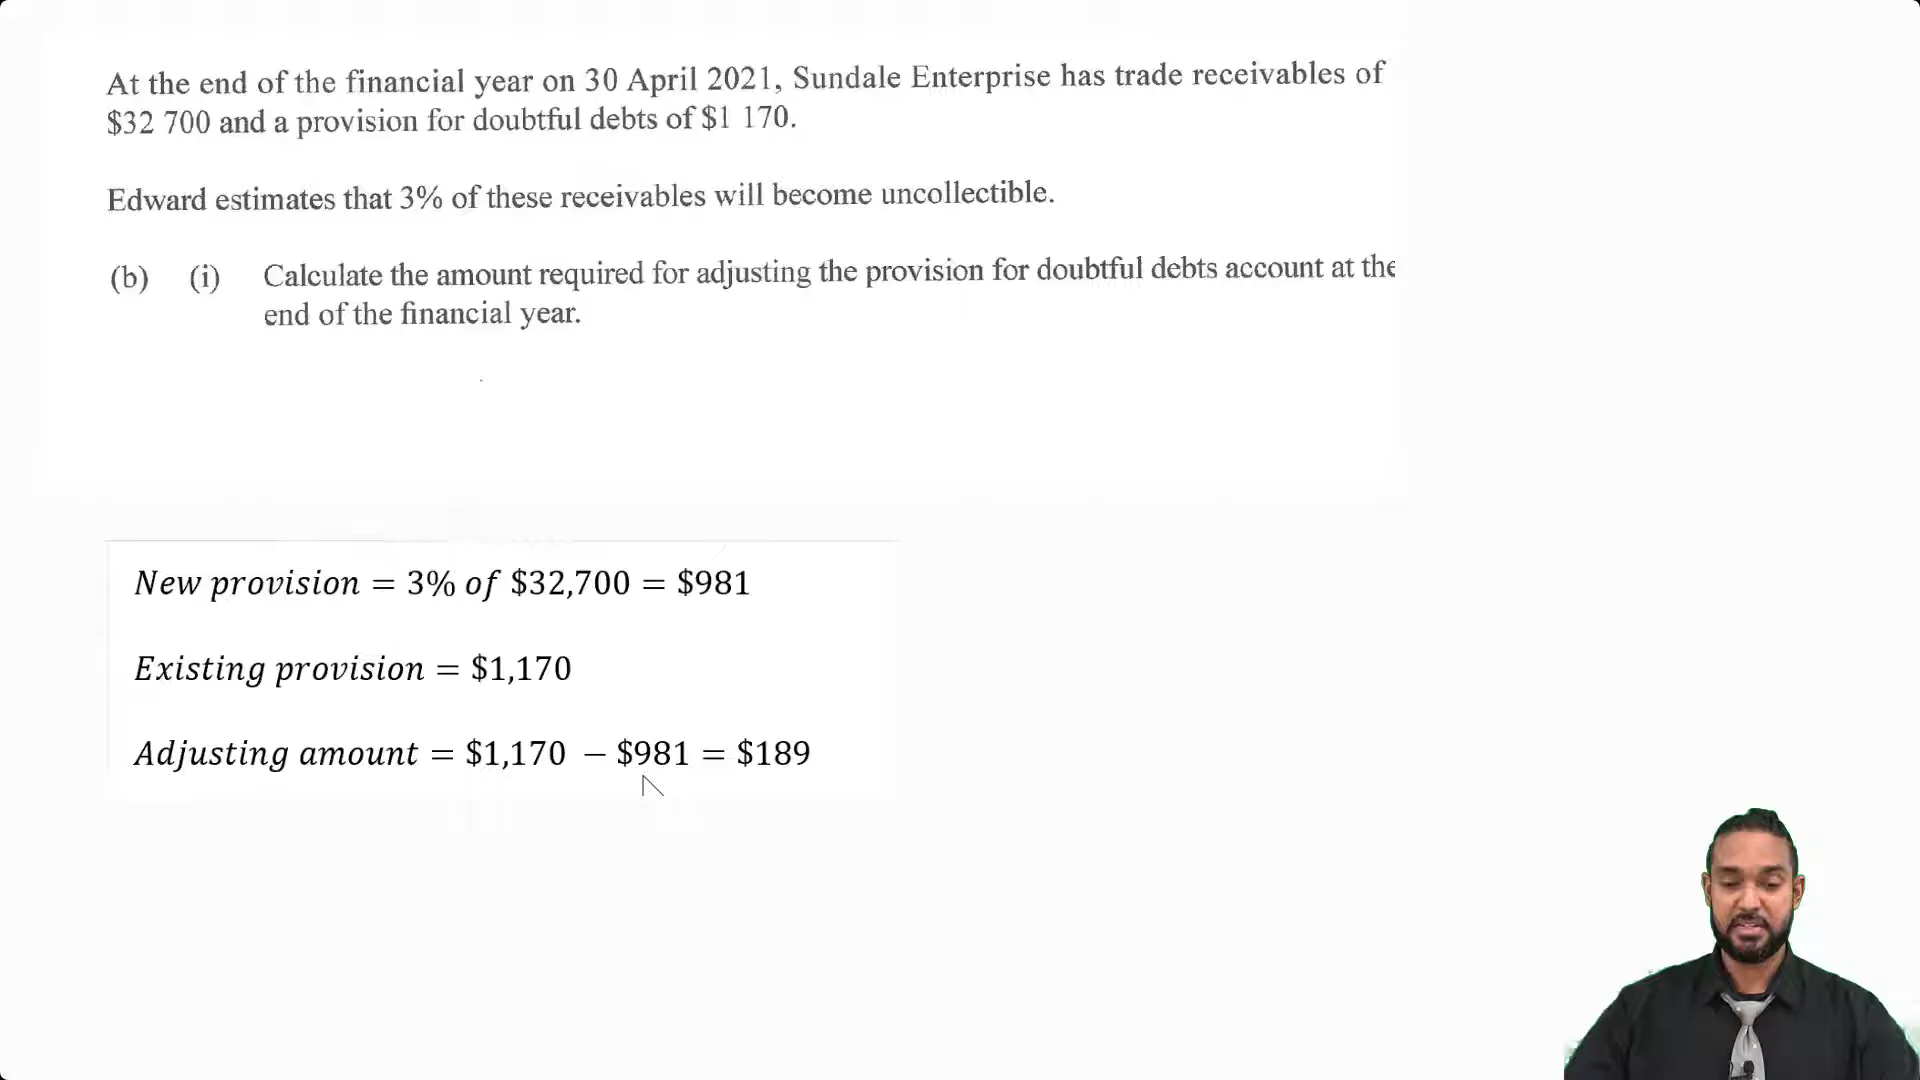 At the end of the financial year on 30 April 2021, Sundale Enterprise has trade receivables of
$32 700 and a provision for doubtful debts of $1 170.
Edward estimates that 3% of these receivables will become uncollectible.
(b) (i) Calculate the amount required for adjusting the provision for doubtful debts account at the
end of the financial year.
New provision = 3% of $32,700 = $981
Existing provision = $1,170
Adjusting amount = $1,170 − $981 = $189